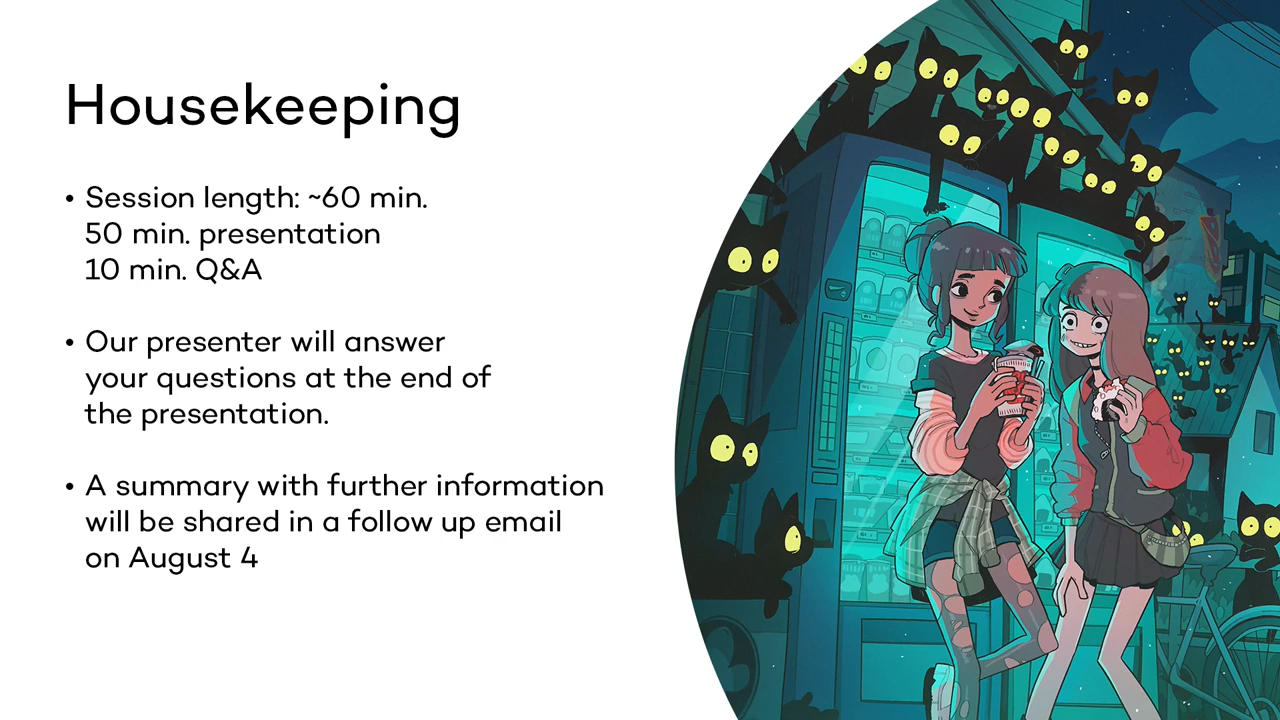 Housekeeping
• Session length: ~60 min.
50 min. presentation
10 min. Q&A
• Our presenter will answer
your questions at the end of
the presentation.
• A summary with further information
will be shared in a follow up email
on August 4